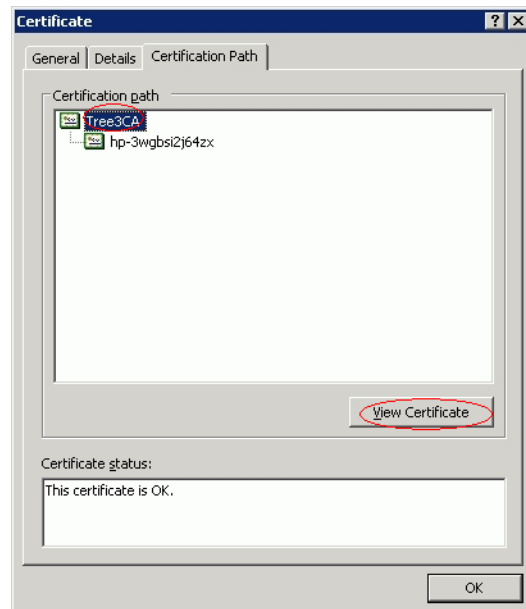 Certificate
General Details Certification Path
Certification path
Tree3CA
hp-3wgbsi2j64zx
View Certificate
Certificate status:
This certificate is OK.
OK